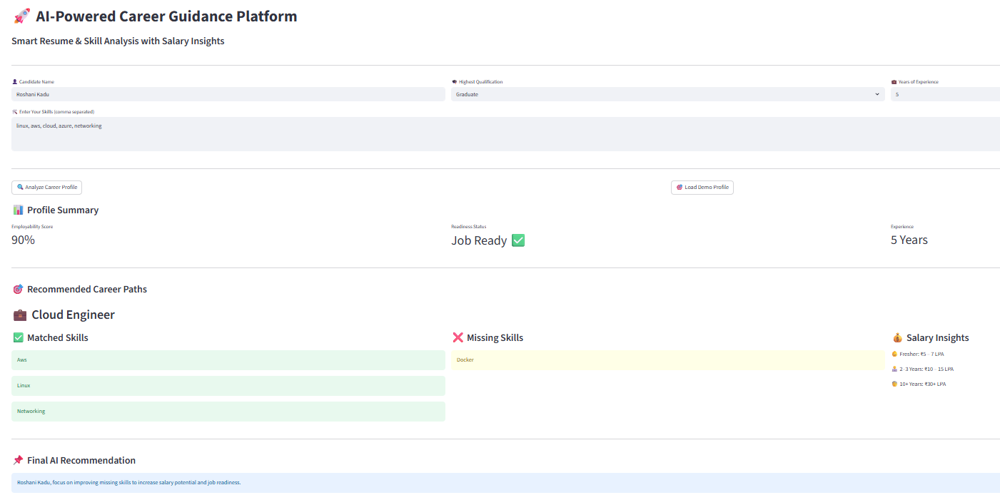 🚀 AI-Powered Career Guidance Platform
Smart Resume & Skill Analysis with Salary Insights
👤 Candidate Name
🎓 Highest Qualification
💼 Years of Experience
Roshani Kadu
Graduate
5
🛠 Enter Your Skills (comma separated)
linux, aws, cloud, azure, networking
🔍 Analyze Career Profile
🎯 Load Demo Profile
📊 Profile Summary
Employability Score
Readiness Status
Experience
90%
Job Ready ✅
5 Years
🎯 Recommended Career Paths
💼 Cloud Engineer
✅ Matched Skills
❌ Missing Skills
💰 Salary Insights
Aws
Docker
Fresher: ₹5 – 7 LPA
Linux
2–3 Years: ₹10 – 15 LPA
10+ Years: ₹30+ LPA
Networking
📌 Final AI Recommendation
Roshani Kadu, focus on improving missing skills to increase salary potential and job readiness.